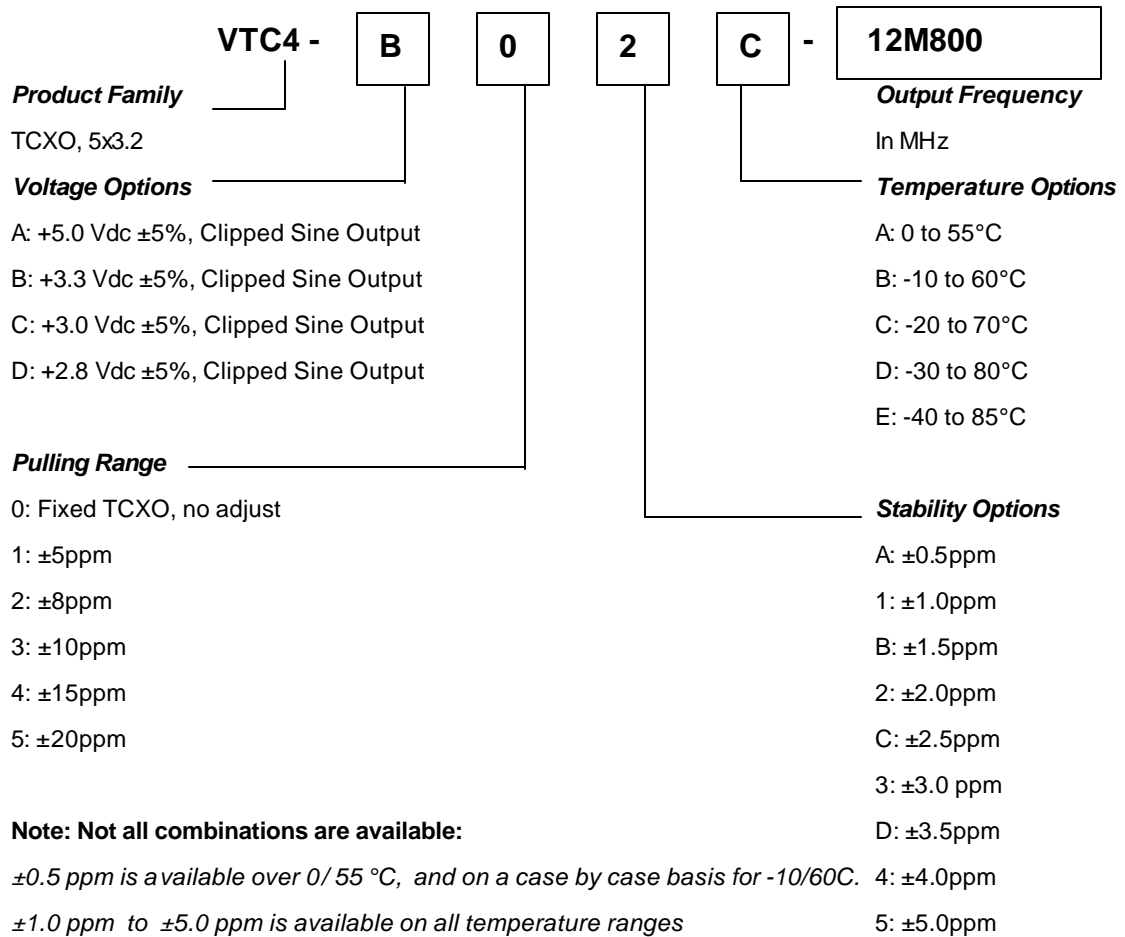 VTC4 - B 0 2 C - 12M800
Product Family
TCXO, 5x3.2
Voltage Options
A: +5.0 Vdc ±5%, Clipped Sine Output
B: +3.3 Vdc ±5%, Clipped Sine Output
C: +3.0 Vdc ±5%, Clipped Sine Output
D: +2.8 Vdc ±5%, Clipped Sine Output
Pulling Range
0: Fixed TCXO, no adjust
1: ±5ppm
2: ±8ppm
3: ±10ppm
4: ±15ppm
5: ±20ppm
Note: Not all combinations are available:
±0.5 ppm is available over 0/ 55 °C, and on a case by case basis for -10/60C.
±1.0 ppm to ±5.0 ppm is available on all temperature ranges
Output Frequency
In MHz
Temperature Options
A: 0 to 55°C
B: -10 to 60°C
C: -20 to 70°C
D: -30 to 80°C
E: -40 to 85°C
Stability Options
A: ±0.5ppm
1: ±1.0ppm
B: ±1.5ppm
2: ±2.0ppm
C: ±2.5ppm
3: ±3.0 ppm
D: ±3.5ppm
4: ±4.0ppm
5: ±5.0ppm